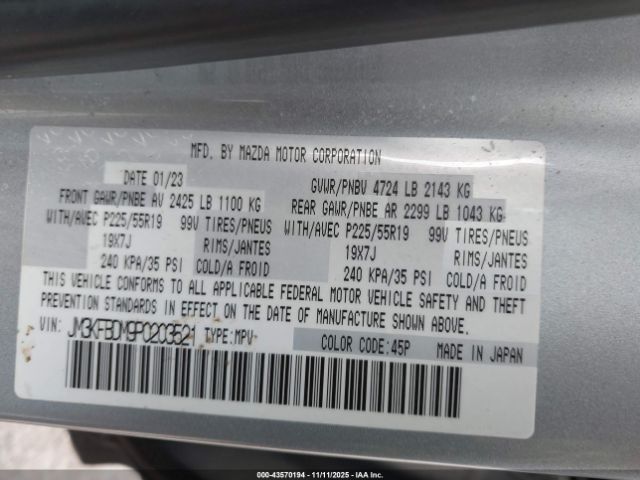 MFD. BY MAZDA MOTOR CORPORATION
DATE 01/23 GVWR/PNBV 4724 LB 2143 KG
FRONT GAWR/PNBE AV 2425 LB 1100 KG REAR GAWR/PNBE AR 2299 LB 1043 KG
WITH/AVEC P225/55R19 99V TIRES/PNEUS WITH/AVEC P225/55R19 99V TIRES/PNEUS
19X7J RIMS/JANTES 19X7J RIMS/JANTES
240 KPA/35 PSI COLD/A FROID 240 KPA/35 PSI COLD/A FROID
THIS VEHICLE CONFORMS TO ALL APPLICABLE FEDERAL MOTOR VEHICLE SAFETY AND THEFT
PREVENTION STANDARDS IN EFFECT ON THE DATE OF MANUFACTURE SHOWN ABOVE.
VIN: JM3KFBDM9P0203521 TYPE:MPV COLOR CODE:45P MADE IN JAPAN
000-43570194 - 11/11/2025 - IAA Inc.